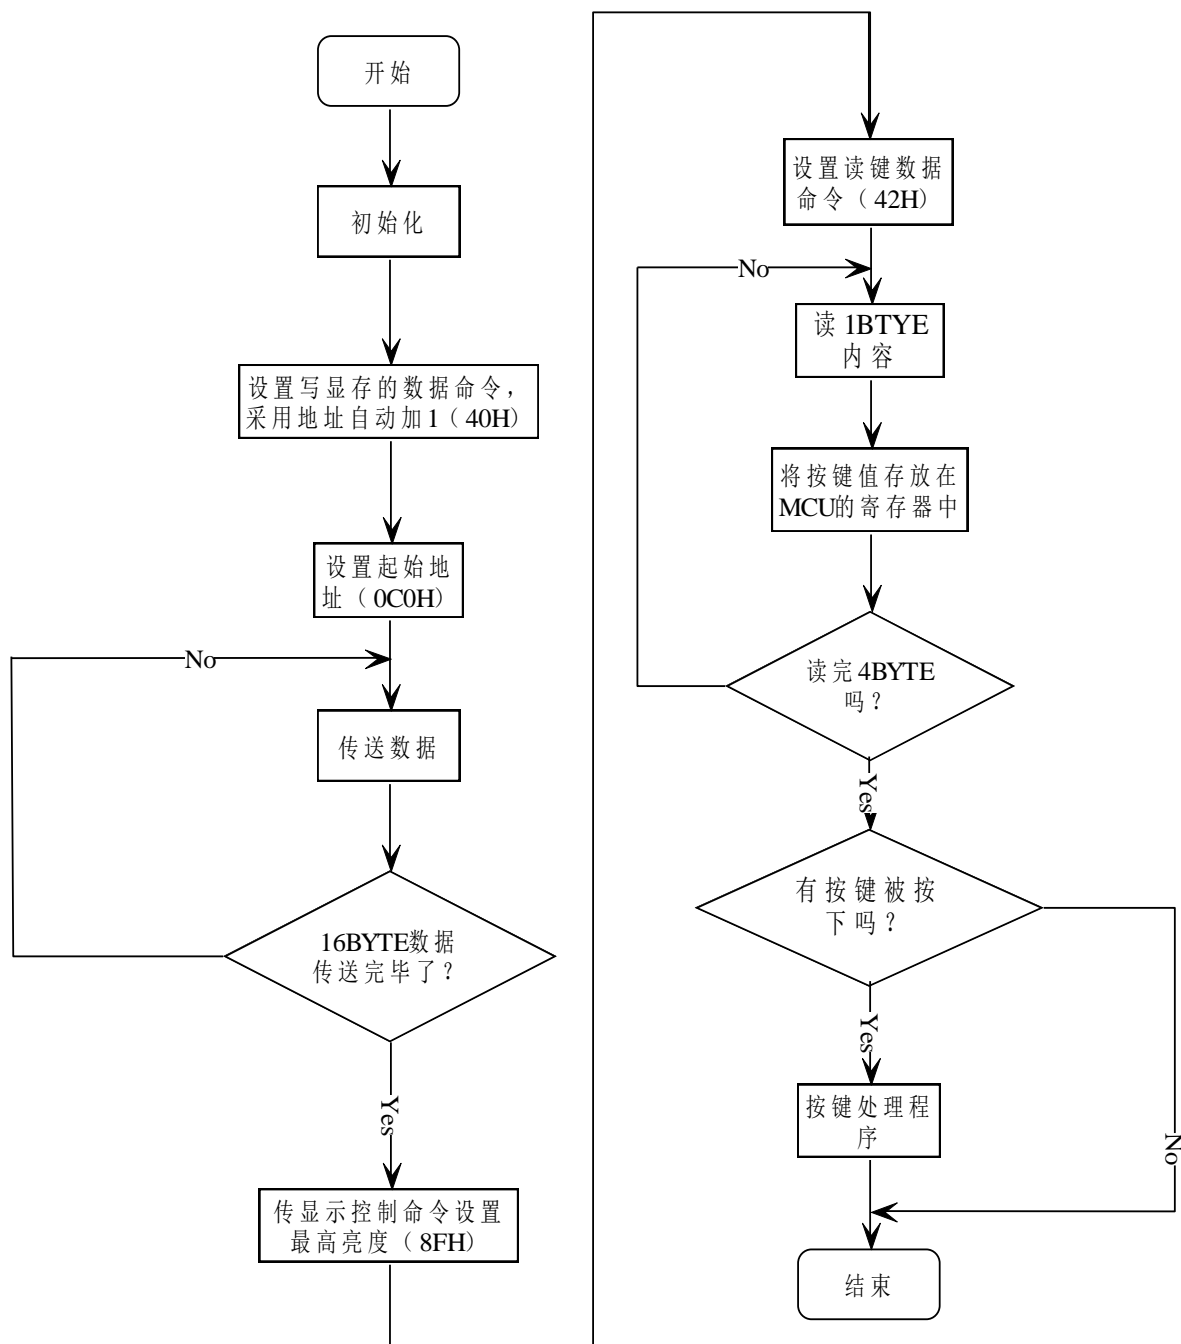 开始
初始化
设置写显存的数据命令，
采用地址自动加1（40H）
设置起始地
址（0C0H）
No
传送数据
16BYTE数据
传送完毕了？
Yes
传显示控制命令设置
最高亮度（8FH）
设置读键数据
命令（42H）
No
读1BTYE
内容
将按键值存放在
MCU的寄存器中
读完4BYTE
吗？
Yes
有按键被按
下吗？
Yes
No
按键处理程
序
结束